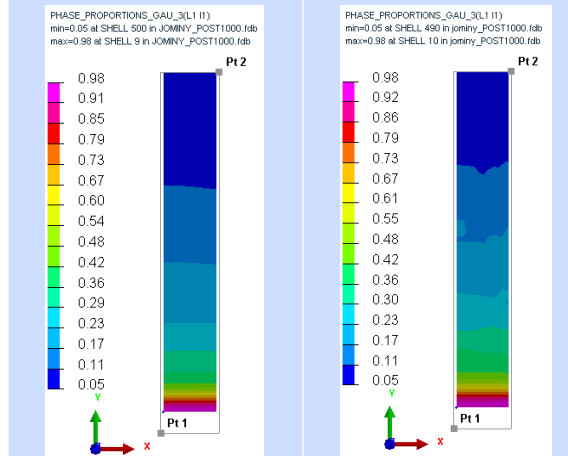 PHASE_PROPORTIONS_GAU_3(L1 I1)
min=0.05 at SHELL 500 in JOMINY_POST1000.fdb
max=0.98 at SHELL 9 in JOMINY_POST1000.fdb
Pt 2
0.98
0.91
0.85
0.79
0.73
0.67
0.60
0.54
0.48
0.42
0.36
0.29
0.23
0.17
0.11
0.05
Y
Pt 1
X
PHASE_PROPORTIONS_GAU_3(L1 I1)
min=0.05 at SHELL 490 in jominy_POST1000.fdb
max=0.98 at SHELL 10 in jominy_POST1000.fdb
Pt 2
0.98
0.92
0.86
0.79
0.73
0.67
0.61
0.55
0.48
0.42
0.36
0.30
0.23
0.17
0.11
0.05
Y
Pt 1
X